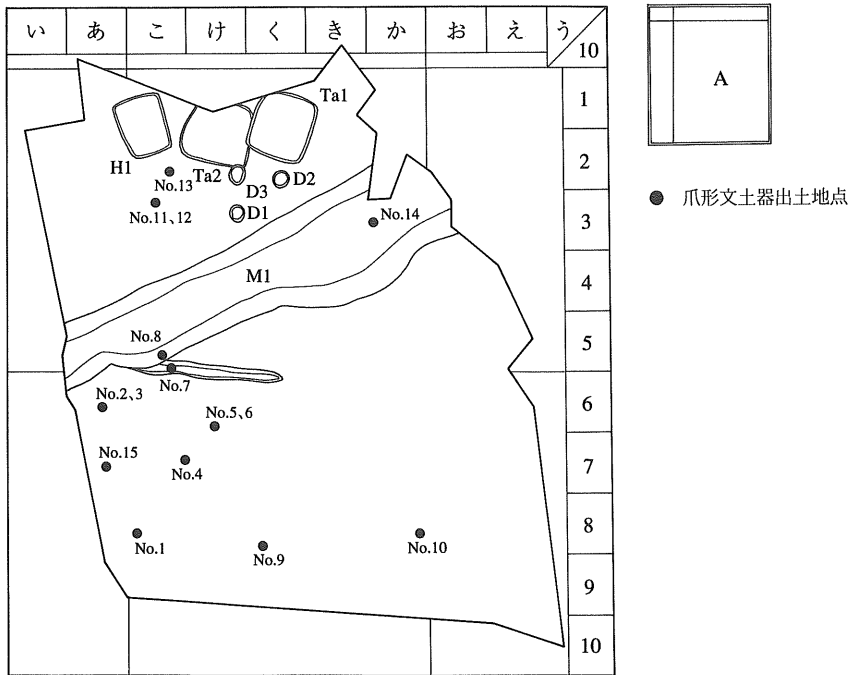 い あ こ け く き か お え う
10
A
1
Ta1
H1
Ta2
D2
2
No.13
D3
No.11、12
D1
No.14
3
M1
4
No.8
5
No.7
No.2、3
No.5、6
6
No.15
No.4
7
No.1
No.9
No.10
8
9
10
爪形文土器出土地点